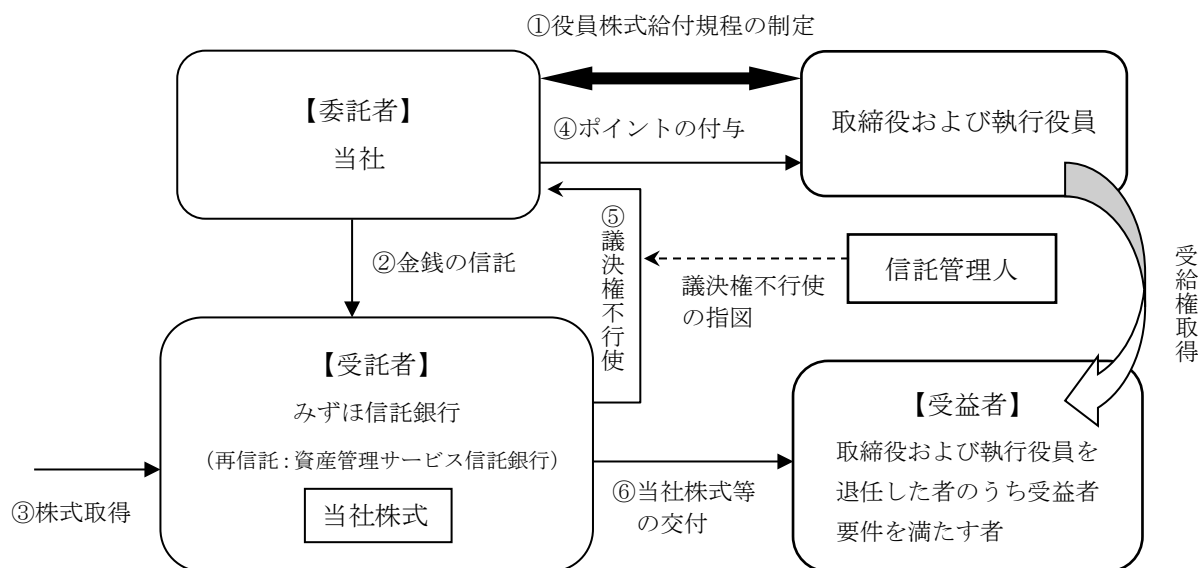 ①役員株式給付規程の制定
【委託者】
当社
④ポイントの付与
取締役および執行役員
②金銭の信託
⑤議決権不行使
議決権不行使
の指図
信託管理人
受給権取得
【受託者】
みずほ信託銀行
(再信託:資産管理サービス信託銀行)
当社株式
③株式取得
⑥当社株式等
の交付
【受益者】
取締役および執行役員を
退任した者のうち受益者
要件を満たす者